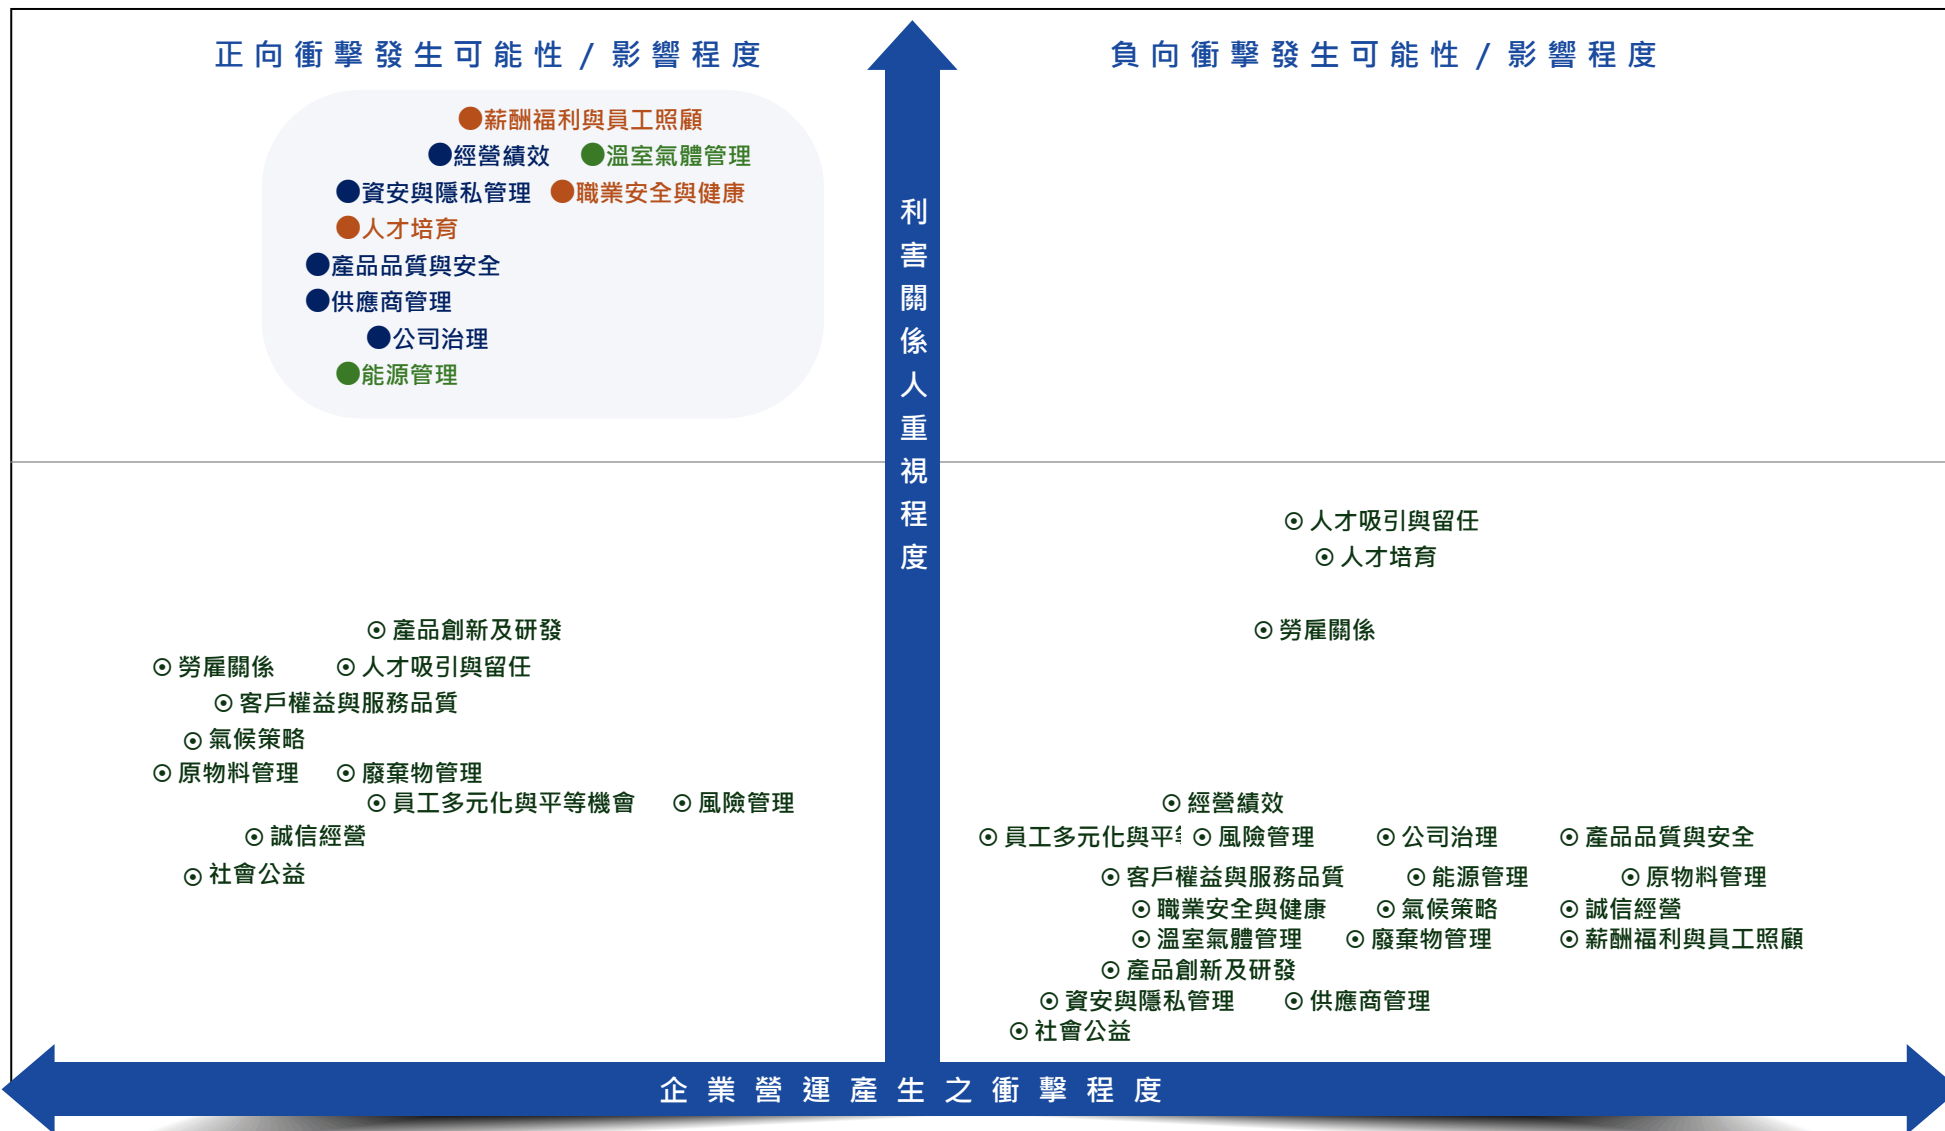 正向衝擊發生可能性/影響程度
負向衝擊發生可能性/影響程度
薪酬福利與員工照顧
經營績效
溫室氣體管理
資安與隱私管理
職業安全與健康
人才培育
產品品質與安全
供應商管理
公司治理
能源管理
利害關係人重視程度
產品創新及研發
勞雇關係
人才吸引與留任
客戶權益與服務品質
氣候策略
原物料管理
廢棄物管理
員工多元化與平等機會
風險管理
誠信經營
社會公益
人才吸引與留任
人才培育
勞雇關係
經營績效
員工多元化與平
風險管理
公司治理
產品品質與安全
客戶權益與服務品質
能源管理
原物料管理
職業安全與健康
氣候策略
誠信經營
溫室氣體管理
廢棄物管理
薪酬福利與員工照顧
產品創新及研發
資安與隱私管理
供應商管理
社會公益
企業營運產生之衝擊程度